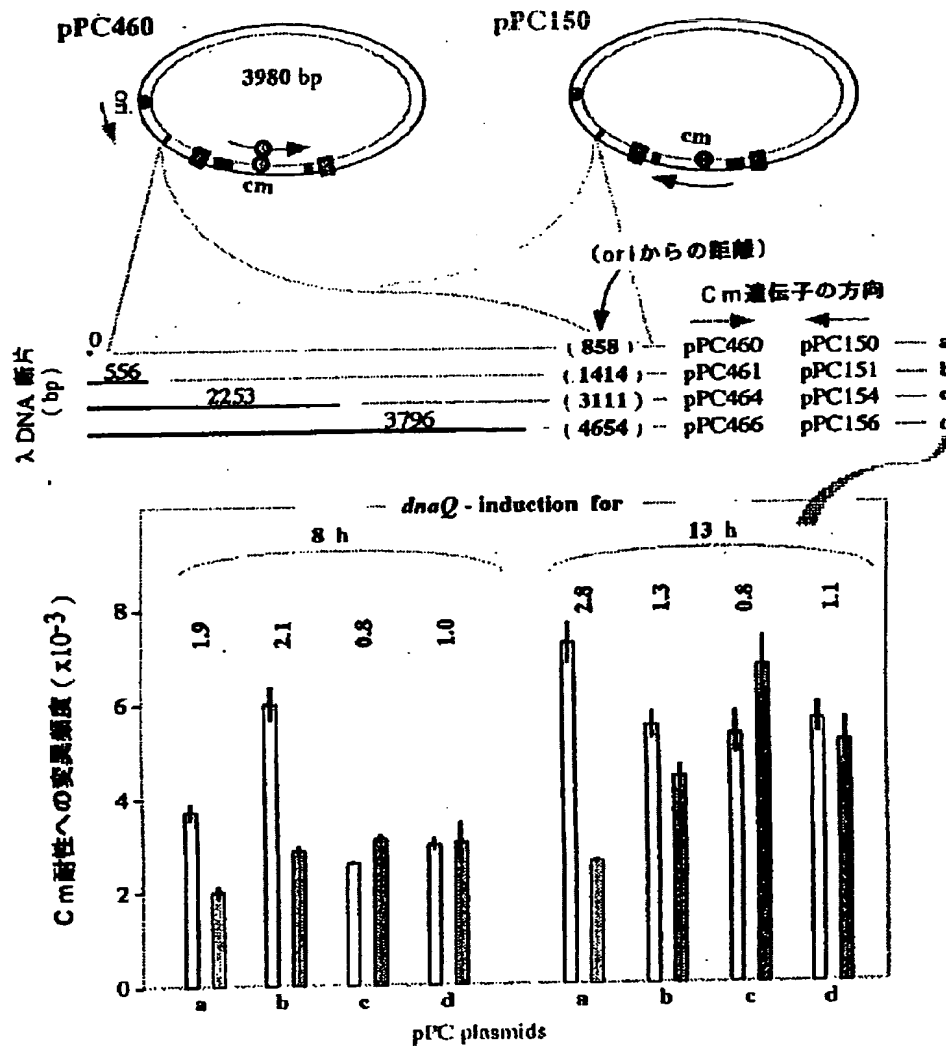 pPC460 pPC150
3980 bp
ori
cm cm
(oriからの距離)
Cm遺伝子の方向
λDNA断片 (bp)
0 (858) pPC460 pPC150 a
556 (1414) pPC461 pPC151 b
2253 (3111) pPC464 pPC154 c
3796 (4654) pPC466 pPC156 d
dnaQ - induction for
8 h 13 h
1.9 2.1 0.8 1.0 2.8 1.3 0.8 1.1
Cm耐性への変異頻度 (x10-3)
8
6
4
2
0
a b c d a b c d
pPC plasmids